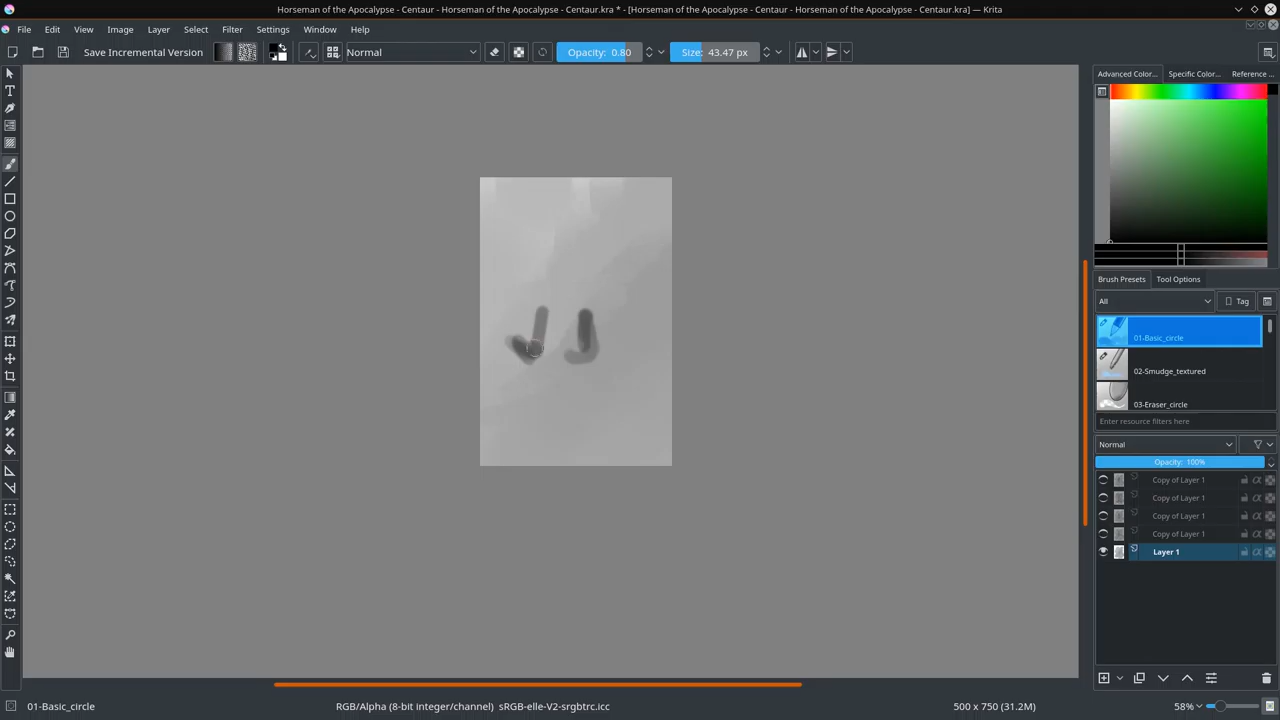 Horseman of the Apocalypse - Centaur - Horseman of the Apocalypse - Centaur.kra * - [Horseman of the Apocalypse - Centaur - Horseman of the Apocalypse - Centaur.kra] — Krita
File Edit View Image Layer Select Filter Settings Window Help
Save Incremental Version Normal Opacity: 0.80 Size: 43.47 px
Advanced Color... Specific Color... Reference ...
Brush Presets Tool Options
All Tag
01-Basic_circle
02-Smudge_textured
03-Eraser_circle
Enter resource filters here
Normal
Opacity: 100%
Copy of Layer 1
Copy of Layer 1
Copy of Layer 1
Copy of Layer 1
Layer 1
01-Basic_circle RGB/Alpha (8-bit integer/channel) sRGB-elle-V2-srgbtrc.icc 500 x 750 (31.2M) 58%